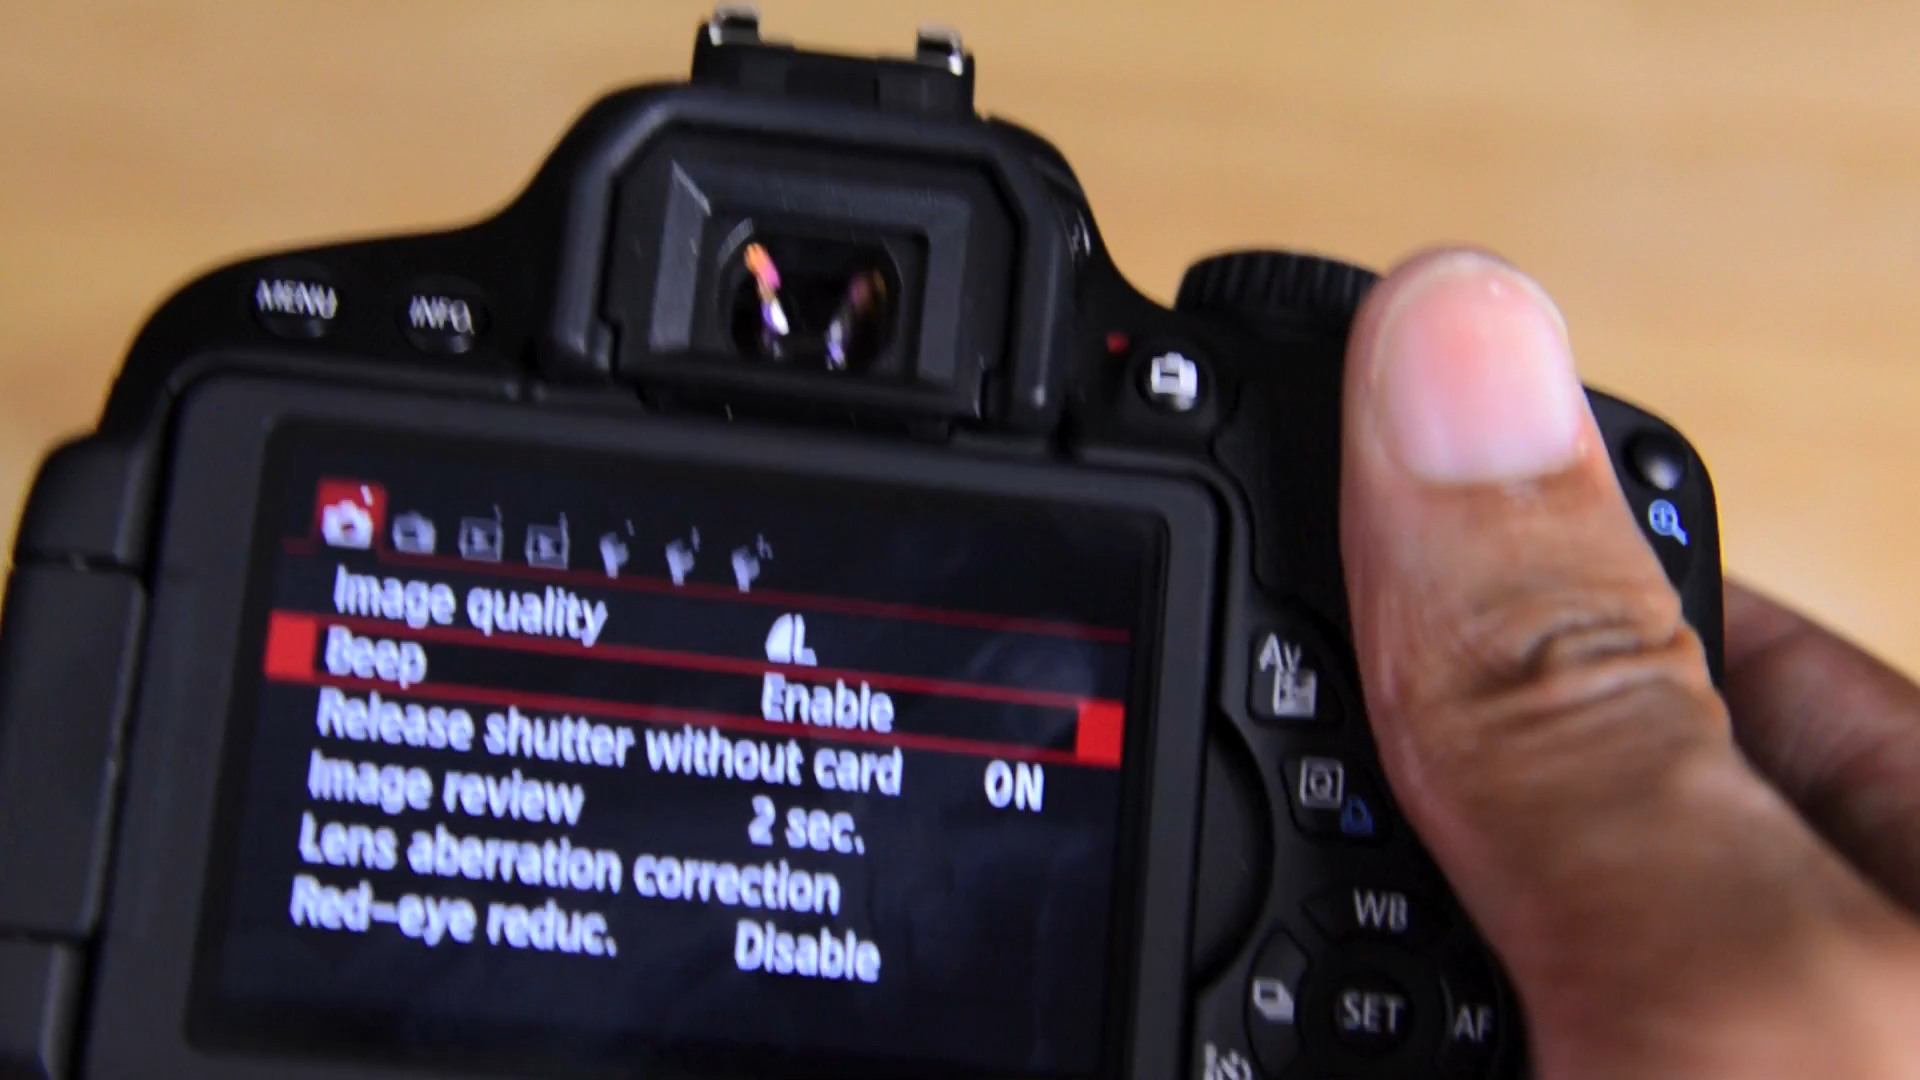 MENU INFO.
Image quality L
Beep Enable
Release shutter without card ON
Image review 2 sec.
Lens aberration correction
Red-eye reduc. Disable
Av
Q
WB
SET AF